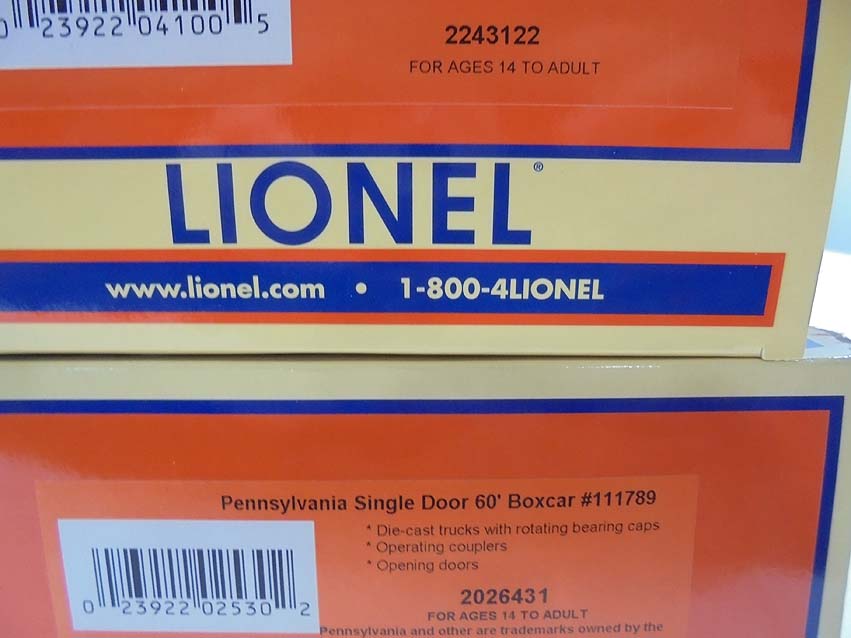 0 23922 04100 5
2243122
FOR AGES 14 TO ADULT
LIONEL®
www.lionel.com • 1-800-4LIONEL
Pennsylvania Single Door 60' Boxcar #111789
* Die-cast trucks with rotating bearing caps
* Operating couplers
* Opening doors
0 23922 02530 2
2026431
FOR AGES 14 TO ADULT
Pennsylvania and other are trademarks owned by the